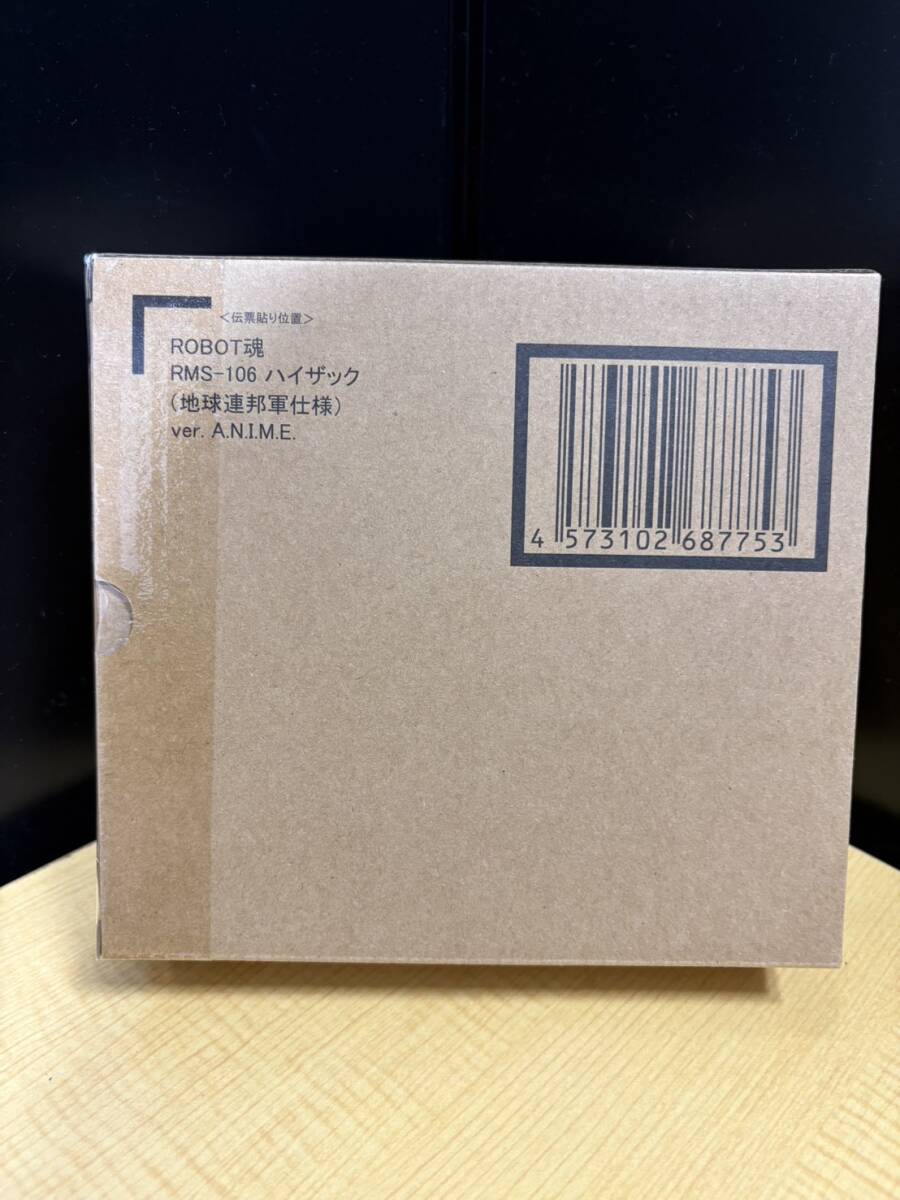 <伝票貼り位置>
ROBOT魂
RMS-106 ハイザック
(地球連邦軍仕様)
ver. A.N.I.M.E.
4 573102 687753